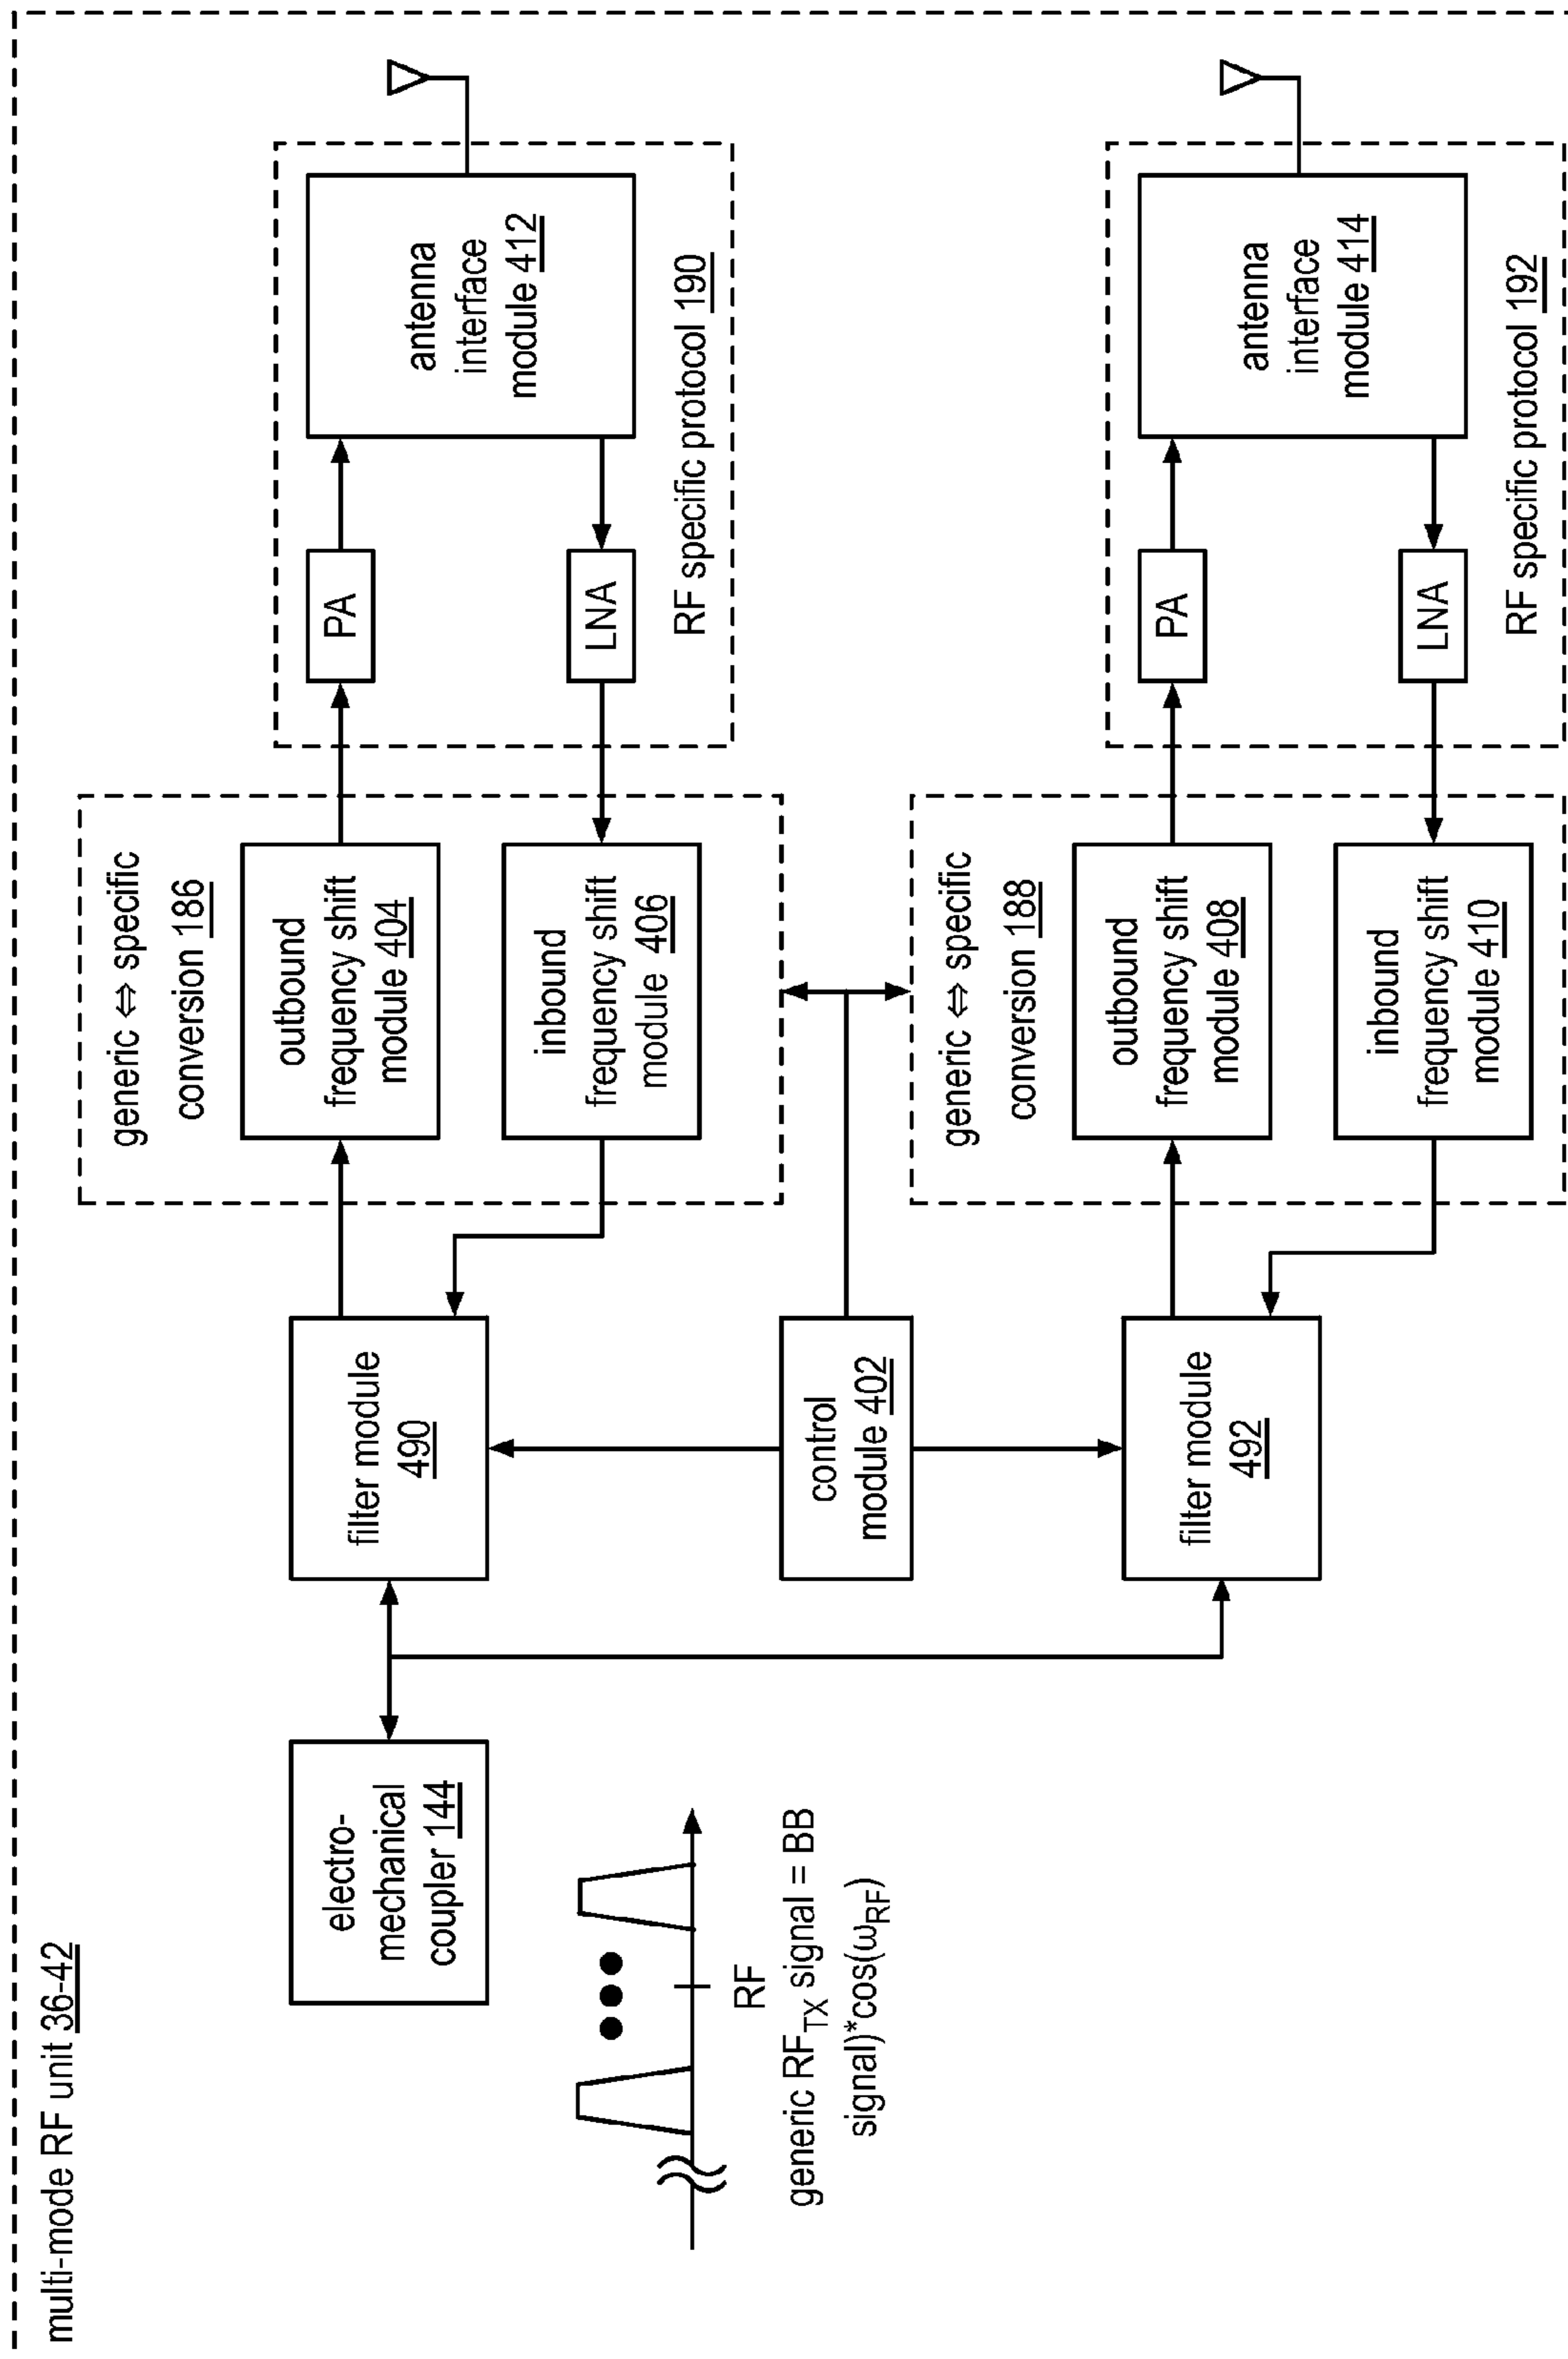 multi-mode RF unit 36-42
electro-
mechanical
coupler 144
RF
generic RFTX signal = BB
signal)*cos(ωRF)
filter module
490
control
module 402
filter module
492
generic ⇔ specific
conversion 186
outbound
frequency shift
module 404
inbound
frequency shift
module 406
generic ⇔ specific
conversion 188
outbound
frequency shift
module 408
inbound
frequency shift
module 410
PA
LNA
antenna
interface
module 412
RF specific protocol 190
PA
LNA
antenna
interface
module 414
RF specific protocol 192